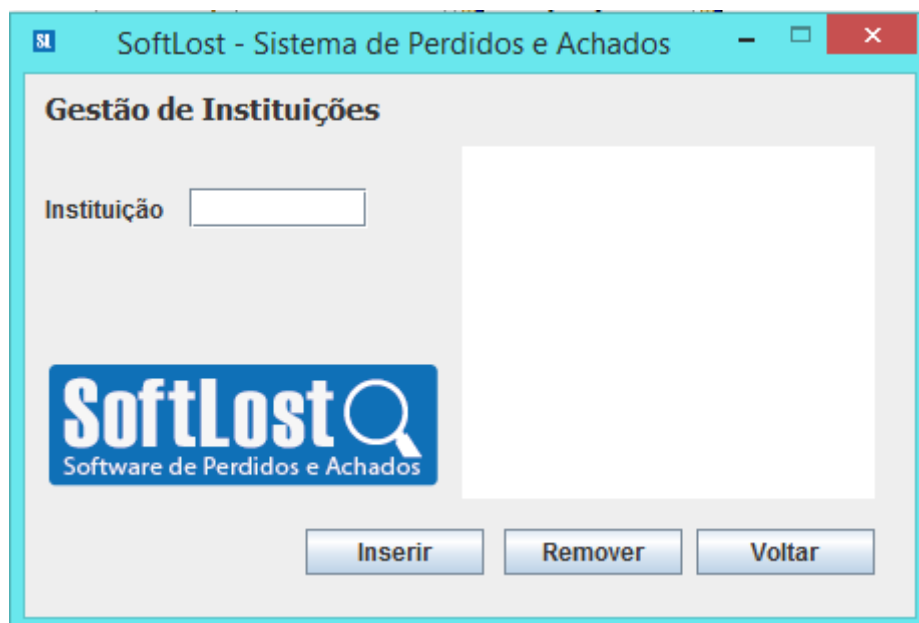 SL SoftLost - Sistema de Perdidos e Achados
Gestão de Instituições
Instituição
SoftLost
Software de Perdidos e Achados
Inserir Remover Voltar